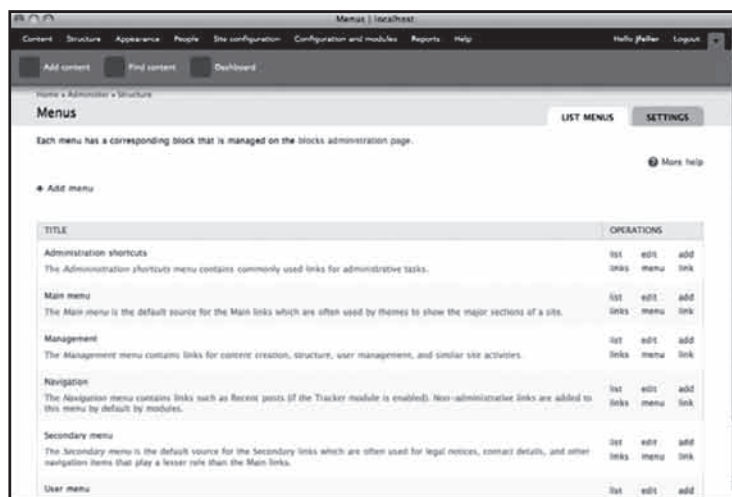 Menus | localhost
Content Structure Appearance People Site configuration Configuration and modules Reports Help Hello jfeiler Logout
Add content Find content Dashboard
Home » Administer » Structure
Menus LIST MENUS SETTINGS
Each menu has a corresponding block that is managed on the blocks administration page.
More help
+ Add menu
TITLE OPERATIONS
Administration shortcuts
The Administration shortcuts menu contains commonly used links for administrative tasks.
list links edit menu add link
Main menu
The Main menu is the default source for the Main links which are often used by themes to show the major sections of a site.
list links edit menu add link
Management
The Management menu contains links for content creation, structure, user management, and similar site activities.
list links edit menu add link
Navigation
The Navigation menu contains links such as Recent posts (if the Tracker module is enabled). Non-administrative links are added to
this menu by default by modules.
list links edit menu add link
Secondary menu
The Secondary menu is the default source for the Secondary links which are often used for legal notices, contact details, and other
navigation items that play a lesser role than the Main links.
list links edit menu add link
User menu
list edit add